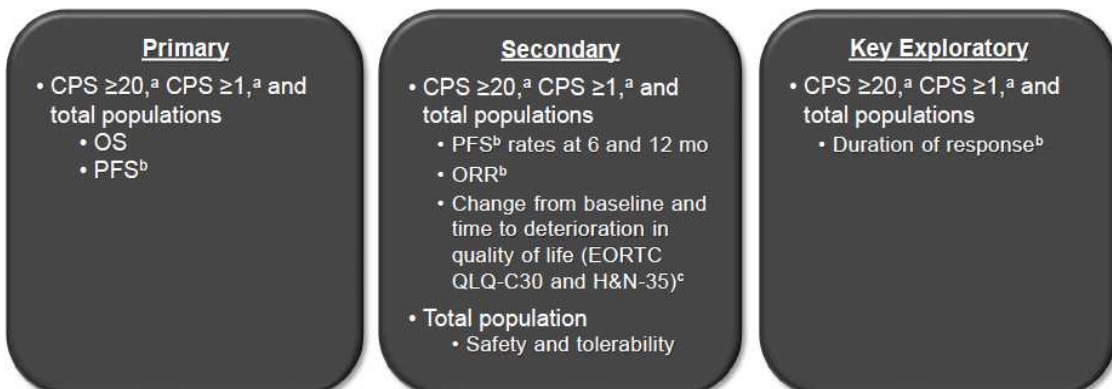 Primary
• CPS ≥20,ᵃ CPS ≥1,ᵃ and
total populations
• OS
• PFSᵇ
Secondary
• CPS ≥20,ᵃ CPS ≥1,ᵃ and
total populations
• PFSᵇ rates at 6 and 12 mo
• ORRᵇ
• Change from baseline and
time to deterioration in
quality of life (EORTC
QLQ-C30 and H&N-35)ᶜ
• Total population
• Safety and tolerability
Key Exploratory
• CPS ≥20,ᵃ CPS ≥1,ᵃ and
total populations
• Duration of responseᵇ